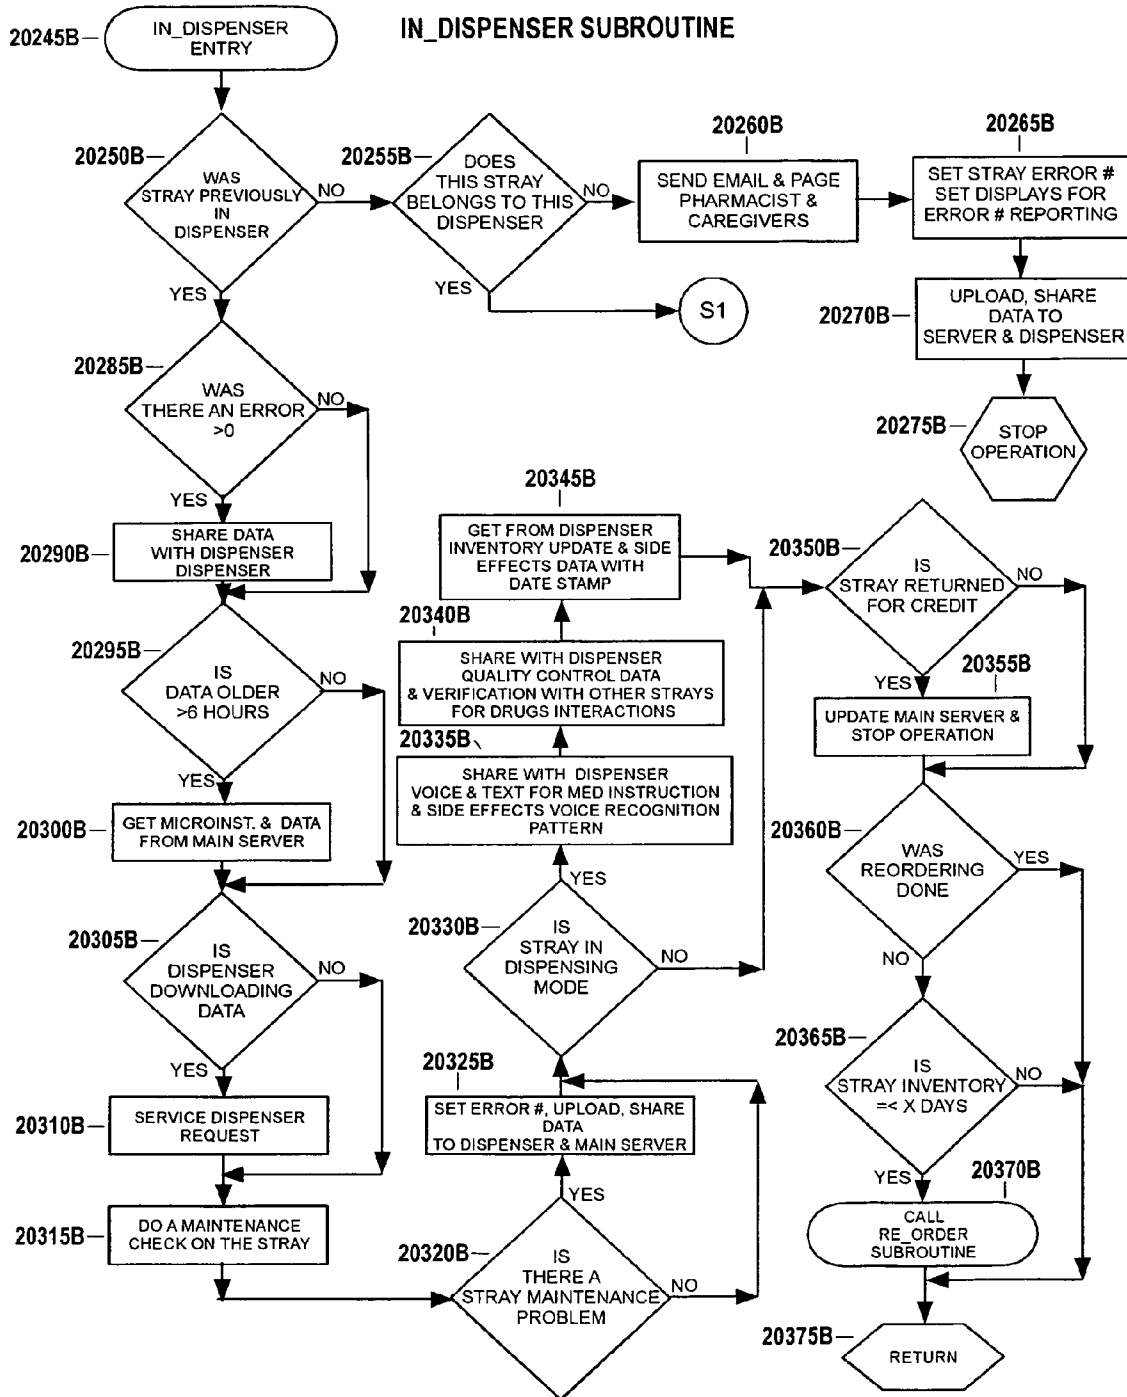 IN_DISPENSER SUBROUTINE
20245B
IN_DISPENSER
ENTRY
20250B
WAS
STRAY PREVIOUSLY
IN
DISPENSER
NO
YES
20255B
DOES
THIS STRAY
BELONGS TO THIS
DISPENSER
NO
YES
S1
20260B
SEND EMAIL & PAGE
PHARMACIST &
CAREGIVERS
20265B
SET STRAY ERROR #
SET DISPLAYS FOR
ERROR # REPORTING
20270B
UPLOAD, SHARE
DATA TO
SERVER & DISPENSER
20275B
STOP
OPERATION
20285B
WAS
THERE AN ERROR
>0
NO
YES
20290B
SHARE DATA
WITH DISPENSER
DISPENSER
20295B
IS
DATA OLDER
>6 HOURS
NO
YES
20300B
GET MICROINST. & DATA
FROM MAIN SERVER
20305B
IS
DISPENSER
DOWNLOADING
DATA
NO
YES
20310B
SERVICE DISPENSER
REQUEST
20315B
DO A MAINTENANCE
CHECK ON THE STRAY
20320B
IS
THERE A
STRAY MAINTENANCE
PROBLEM
NO
YES
20325B
SET ERROR #, UPLOAD, SHARE
DATA
TO DISPENSER & MAIN SERVER
20330B
IS
STRAY IN
DISPENSING
MODE
NO
YES
20335B
SHARE WITH DISPENSER
VOICE & TEXT FOR MED INSTRUCTION
& SIDE EFFECTS VOICE RECOGNITION
PATTERN
20340B
SHARE WITH DISPENSER
QUALITY CONTROL DATA
& VERIFICATION WITH OTHER STRAYS
FOR DRUGS INTERACTIONS
20345B
GET FROM DISPENSER
INVENTORY UPDATE & SIDE
EFFECTS DATA WITH
DATE STAMP
20350B
IS
STRAY RETURNED
FOR CREDIT
NO
YES
20355B
UPDATE MAIN SERVER &
STOP OPERATION
20360B
WAS
REORDERING
DONE
YES
NO
20365B
IS
STRAY INVENTORY
=< X DAYS
NO
YES
20370B
CALL
RE_ORDER
SUBROUTINE
20375B
RETURN